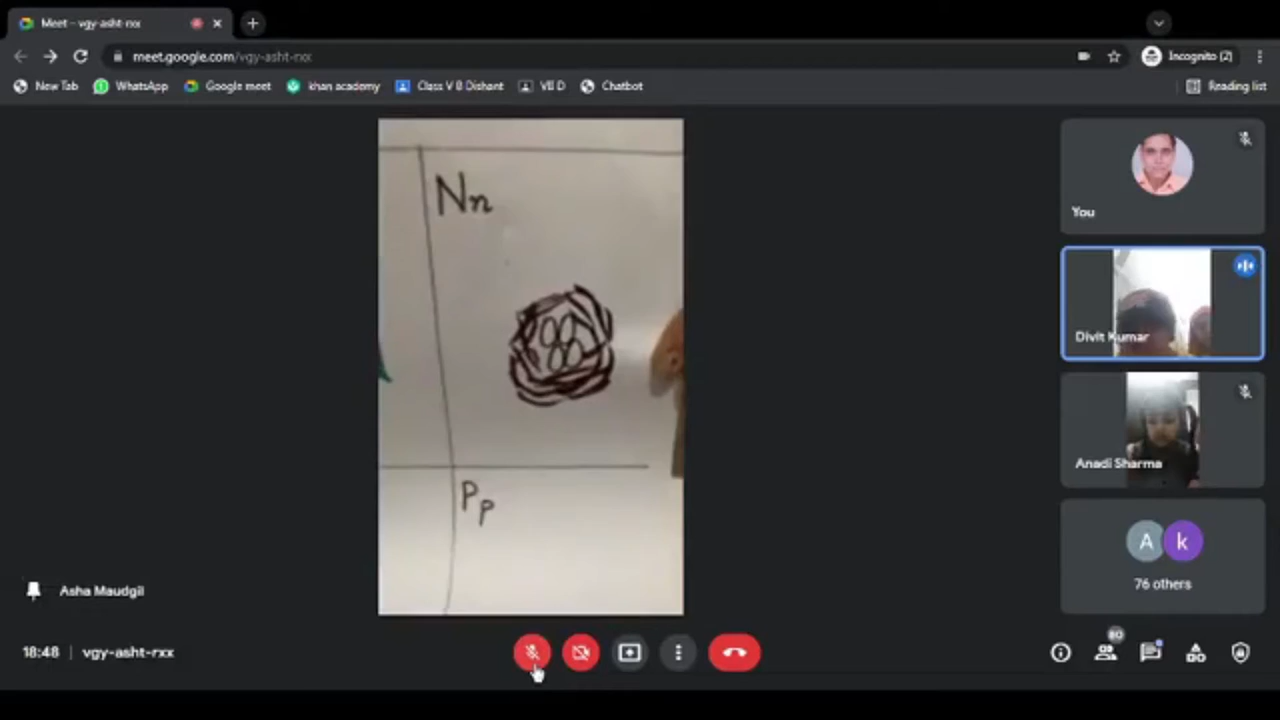 Meet - vgy-asht-rxx
meet.google.com/vgy-asht-rxx
Incognito (2)
New Tab
WhatsApp
Google meet
khan academy
Class V B Dishant
VII D
Chatbot
Reading list
Nn
Pp
You
Divit Kumar
Anadi Sharma
A
k
76 others
Asha Maudgil
18:48 | vgy-asht-rxx
80